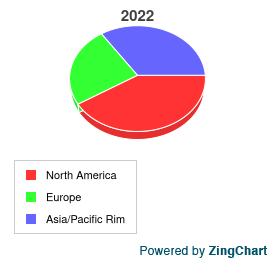 2022
North America
Europe
Asia/Pacific Rim
Powered by ZingChart